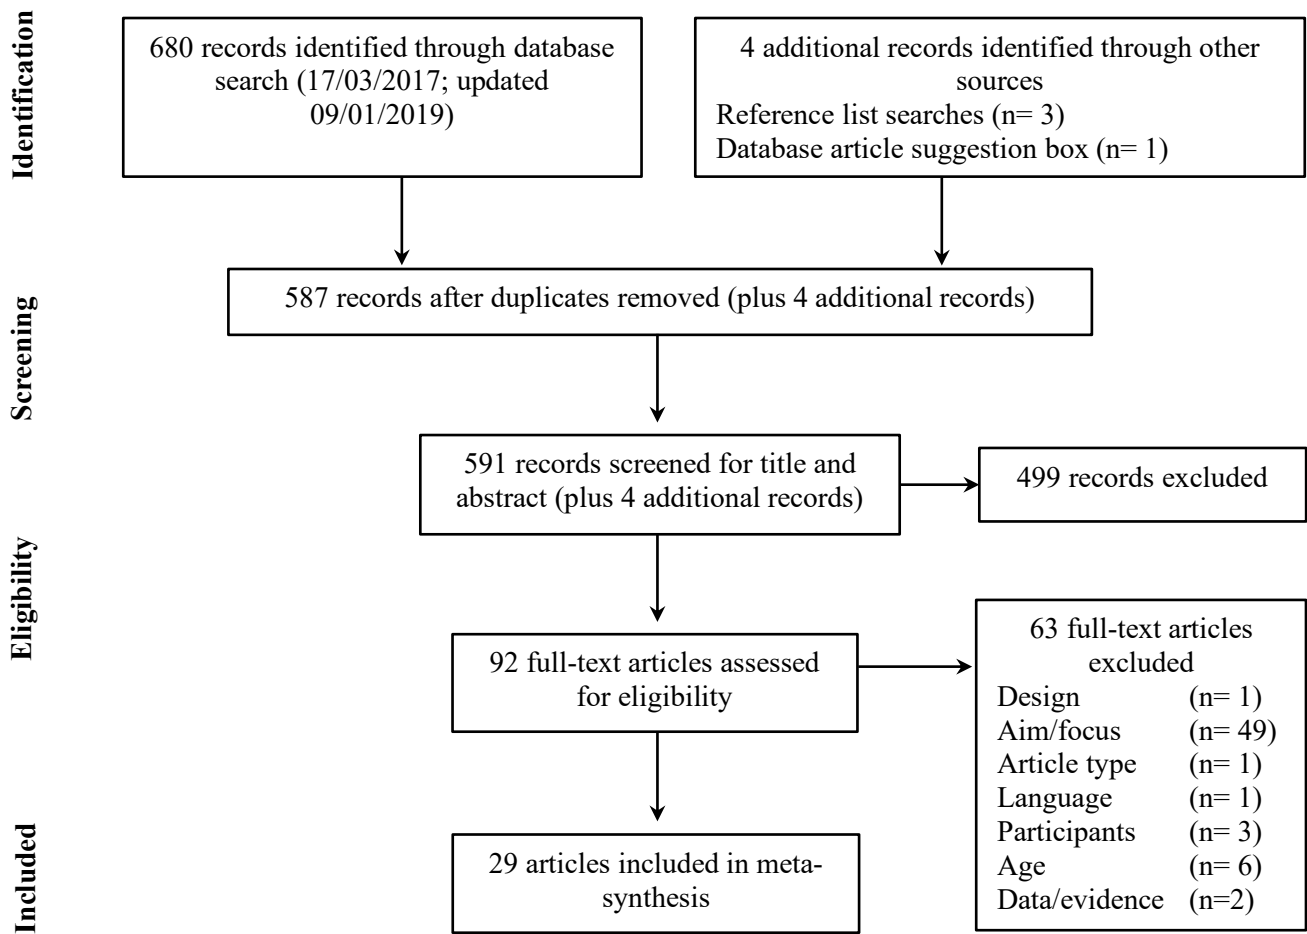 Identification
680 records identified through database
search (17/03/2017; updated
09/01/2019)
4 additional records identified through other
sources
Reference list searches (n= 3)
Database article suggestion box (n= 1)
Screening
587 records after duplicates removed (plus 4 additional records)
591 records screened for title and
abstract (plus 4 additional records)
499 records excluded
Eligibility
92 full-text articles assessed
for eligibility
63 full-text articles
excluded
Design (n= 1)
Aim/focus (n= 49)
Article type (n= 1)
Language (n= 1)
Participants (n= 3)
Age (n= 6)
Data/evidence (n=2)
Included
29 articles included in meta-
synthesis